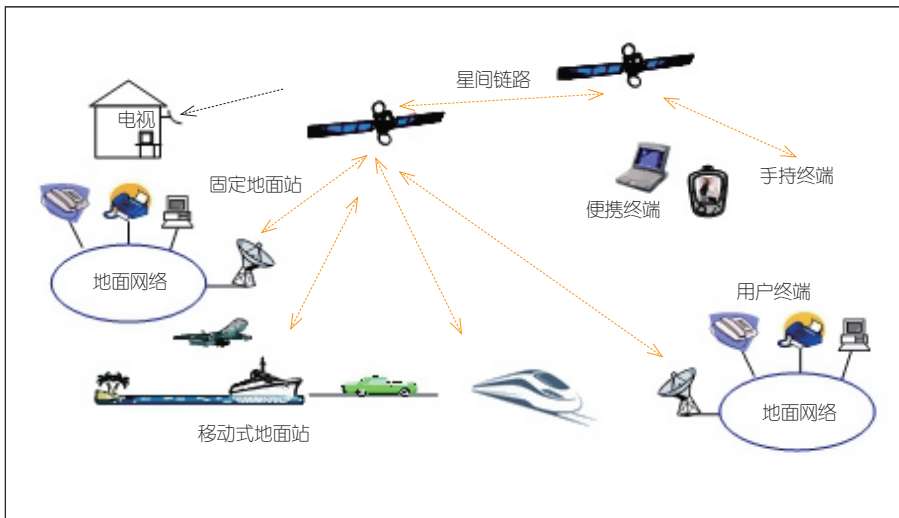 星间链路
电视
手持终端
固定地面站
便携终端
地面网络
用户终端
地面网络
移动式地面站